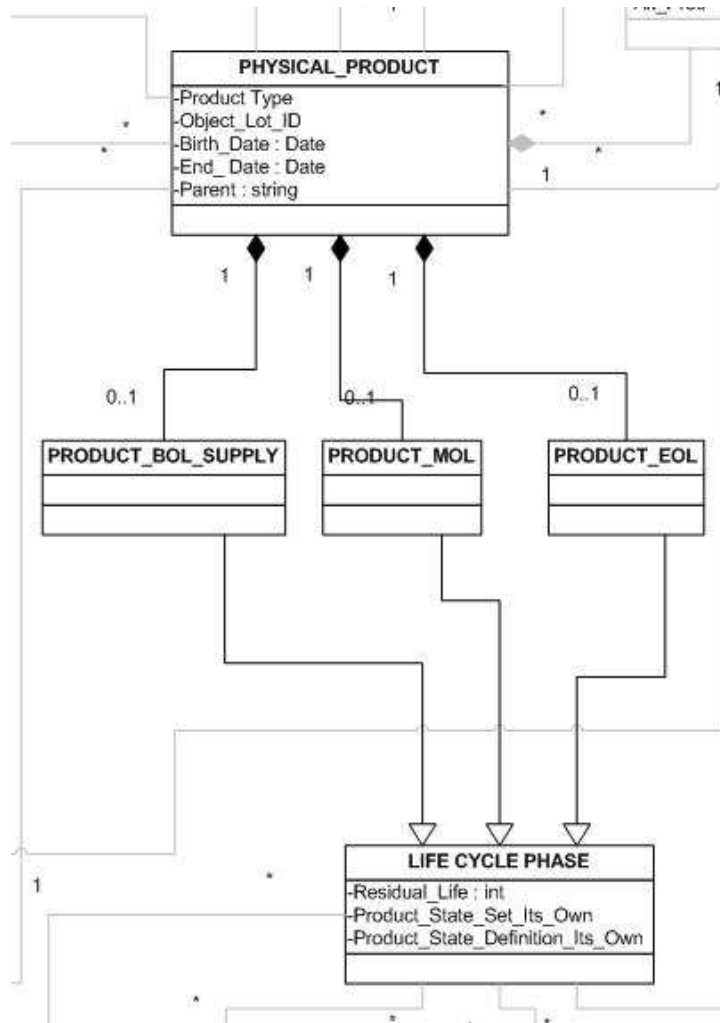 PHYSICAL_PRODUCT
-Product Type
-Object_Lot_ID
-Birth_Date : Date
-End_ Date : Date
-Parent : string
*
*
*
*
1
1
1
1
1
0..1
0..1
0..1
PRODUCT_BOL_SUPPLY
PRODUCT_MOL
PRODUCT_EOL
LIFE CYCLE PHASE
-Residual_Life : int
-Product_State_Set_Its_Own
-Product_State_Definition_Its_Own
1
*
*
*
*